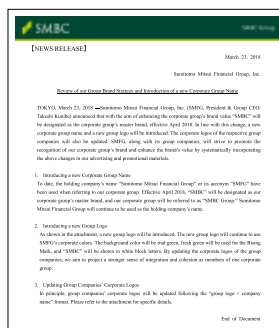 SMBC
SMBC Group
【NEWS RELEASE】
March 23, 2018
Sumitomo Mitsui Financial Group, Inc.
Review of our Group Brand Strategy and Introduction of a new Corporate Group Name
TOKYO, March 23, 2018 —Sumitomo Mitsui Financial Group, Inc. (SMFG, President & Group CEO:
Takeshi Kunibe) announced that with the aim of enhancing the corporate group's brand value "SMBC" will
be designated as the corporate group's master brand, effective April 2018. In line with this change, a new
corporate group name and a new group logo will be introduced. The corporate logos of the respective group
companies will also be updated. SMFG, along with its group companies, will strive to promote the
recognition of our corporate group's brand and enhance the brand's value by systematically incorporating
the above changes in our advertising and promotional materials.
1. Introducing a new Corporate Group Name
To date, the holding company's name "Sumitomo Mitsui Financial Group" or its acronym "SMFG" have
been used when referring to our corporate group. Effective April 2018, "SMBC" will be designated as our
corporate group's master brand, and our corporate group will be referred to as "SMBC Group." Sumitomo
Mitsui Financial Group will continue to be used as the holding company's name.
2. Introducing a new Group Logo
As shown in the attachment, a new group logo will be introduced. The new group logo will continue to use
SMFG's corporate colors. The background color will be trad green, fresh green will be used for the Rising
Mark, and "SMBC" will be shown in white block letters. By updating the corporate logos of the group
companies, we aim to project a stronger sense of integration and cohesion as members of one corporate
group.
3. Updating Group Companies' Corporate Logos
In principle, group companies' corporate logos will be updated following the "group logo + company
name" format. Please refer to the attachment for specific details.
End of Document